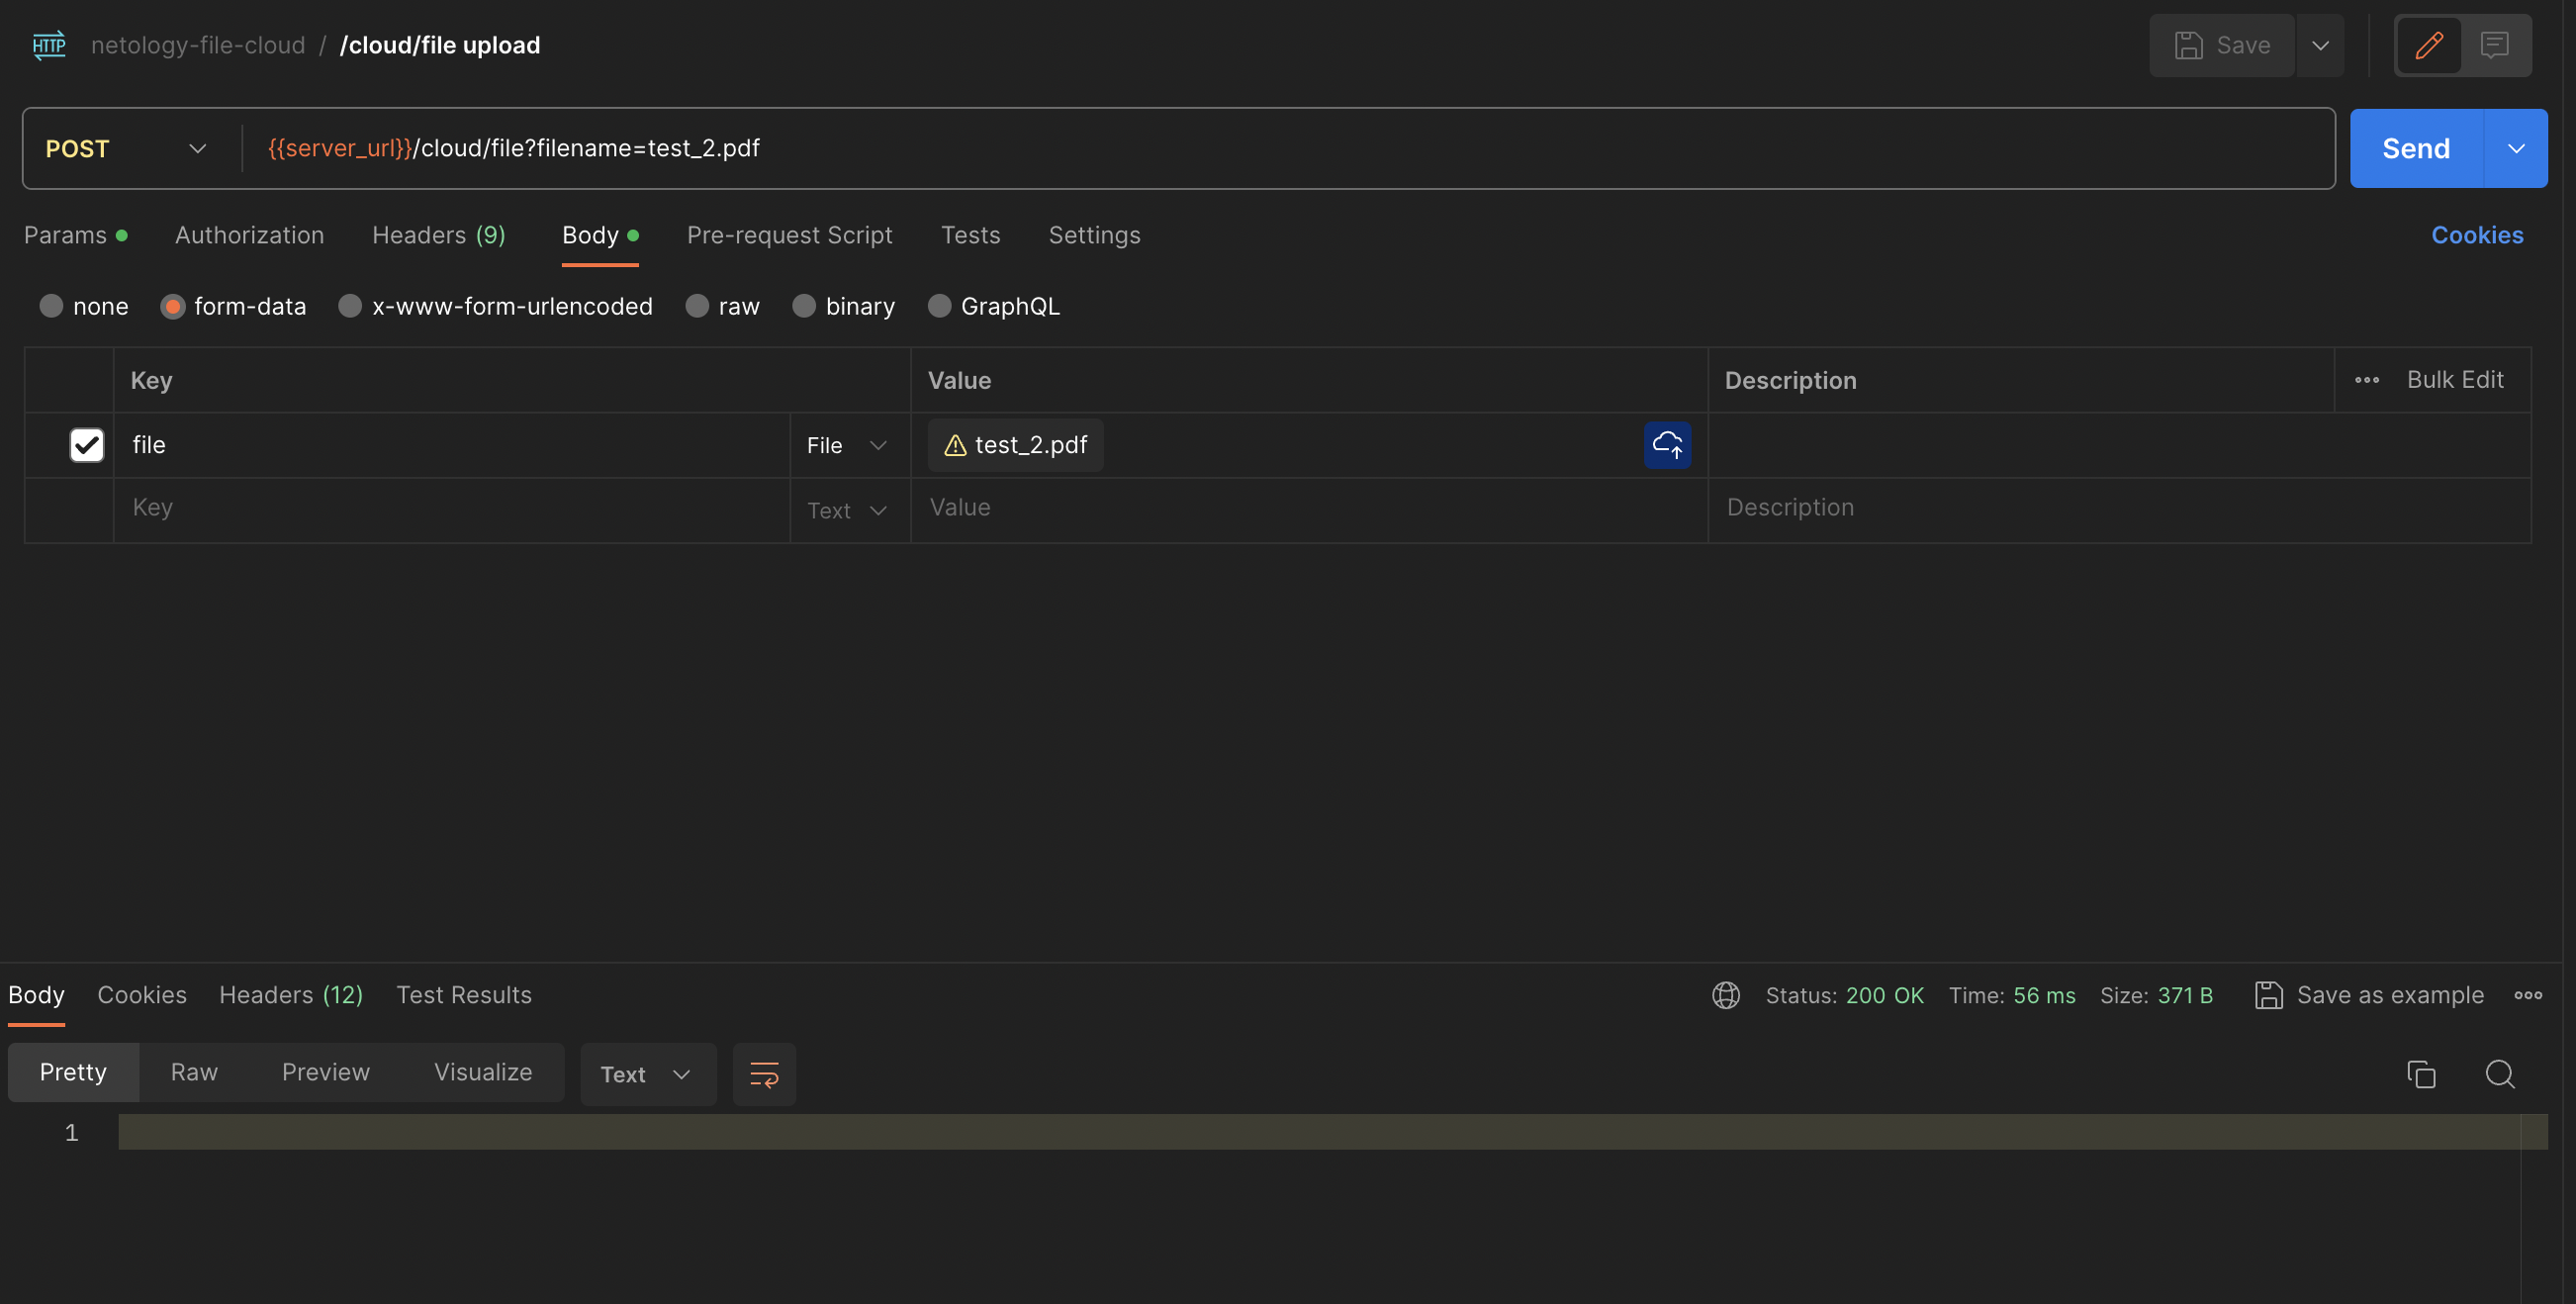 HTTP netology-file-cloud / /cloud/file upload Save
POST {{server_url}}/cloud/file?filename=test_2.pdf Send
Params Authorization Headers (9) Body Pre-request Script Tests Settings Cookies
none form-data x-www-form-urlencoded raw binary GraphQL
Key Value Description Bulk Edit
file File test_2.pdf
Key Text Value Description
Body Cookies Headers (12) Test Results Status: 200 OK Time: 56 ms Size: 371 B Save as example
Pretty Raw Preview Visualize Text
1